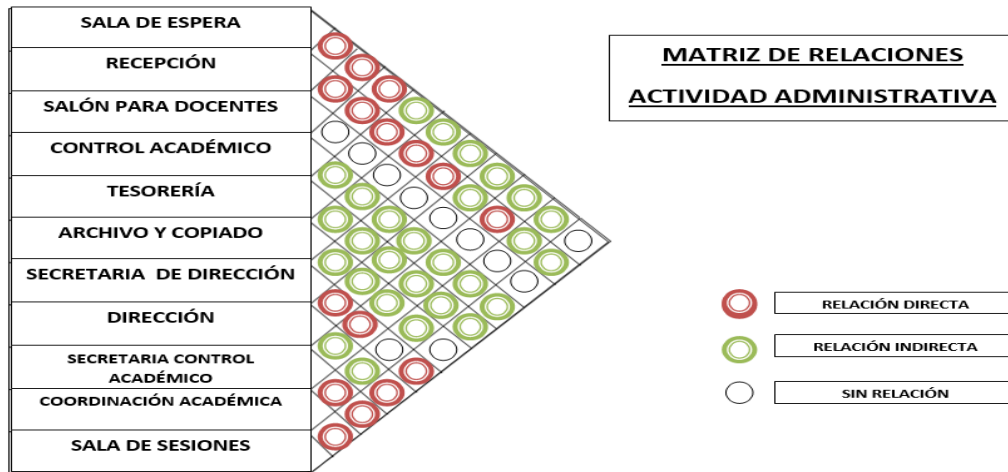 SALA DE ESPERA
RECEPCIÓN
SALÓN PARA DOCENTES
CONTROL ACADÉMICO
TESORERÍA
ARCHIVO Y COPIADO
SECRETARIA DE DIRECCIÓN
DIRECCIÓN
SECRETARIA CONTROL
ACADÉMICO
COORDINACIÓN ACADÉMICA
SALA DE SESIONES
MATRIZ DE RELACIONES
ACTIVIDAD ADMINISTRATIVA
RELACIÓN DIRECTA
RELACIÓN INDIRECTA
SIN RELACIÓN